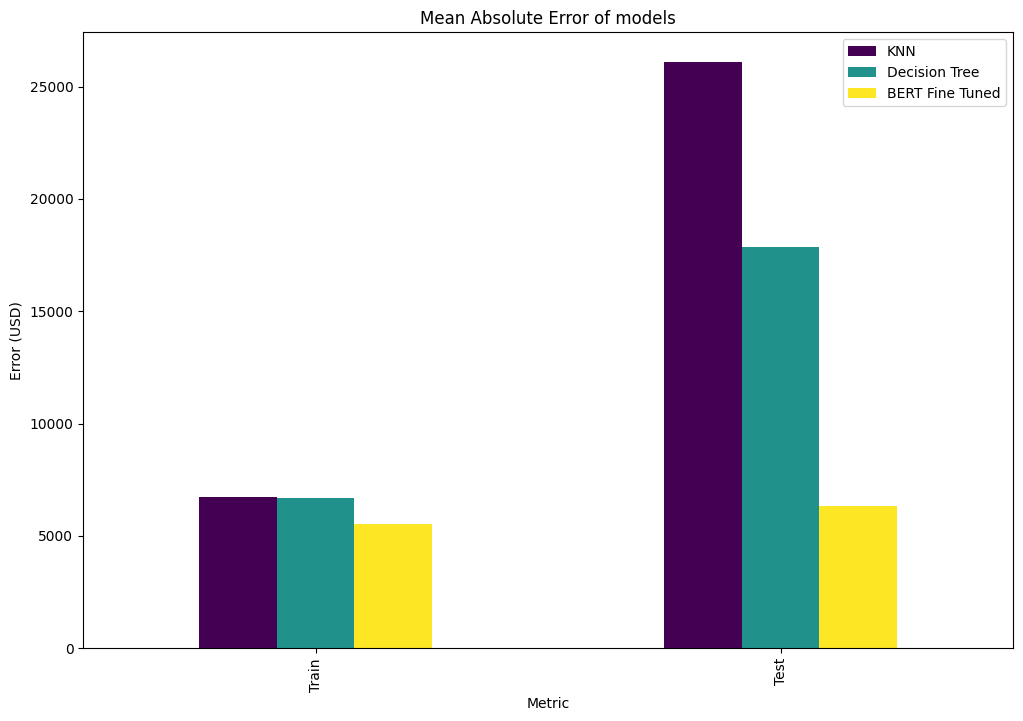 Mean Absolute Error of models
KNN
Decision Tree
BERT Fine Tuned
Error (USD)
25000
20000
15000
10000
5000
0
Train
Test
Metric